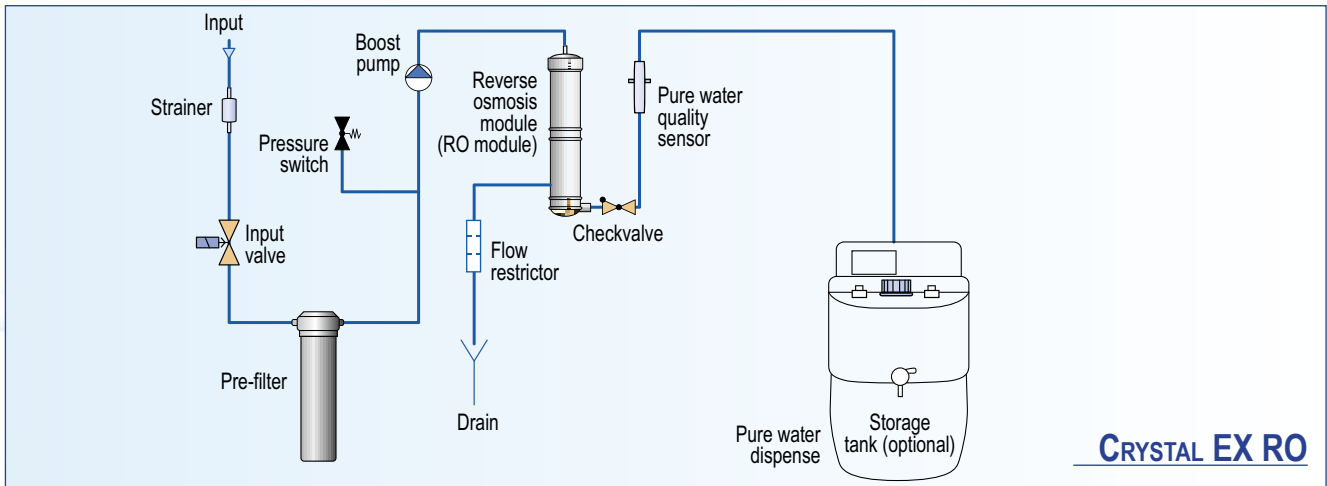 Input
Strainer
Input
valve
Pre-filter
Pressure
switch
Boost
pump
Reverse
osmosis
module
(RO module)
Flow
restrictor
Drain
Checkvalve
Pure water
quality
sensor
Pure water
dispense
Storage
tank (optional)
CRYSTAL EX RO